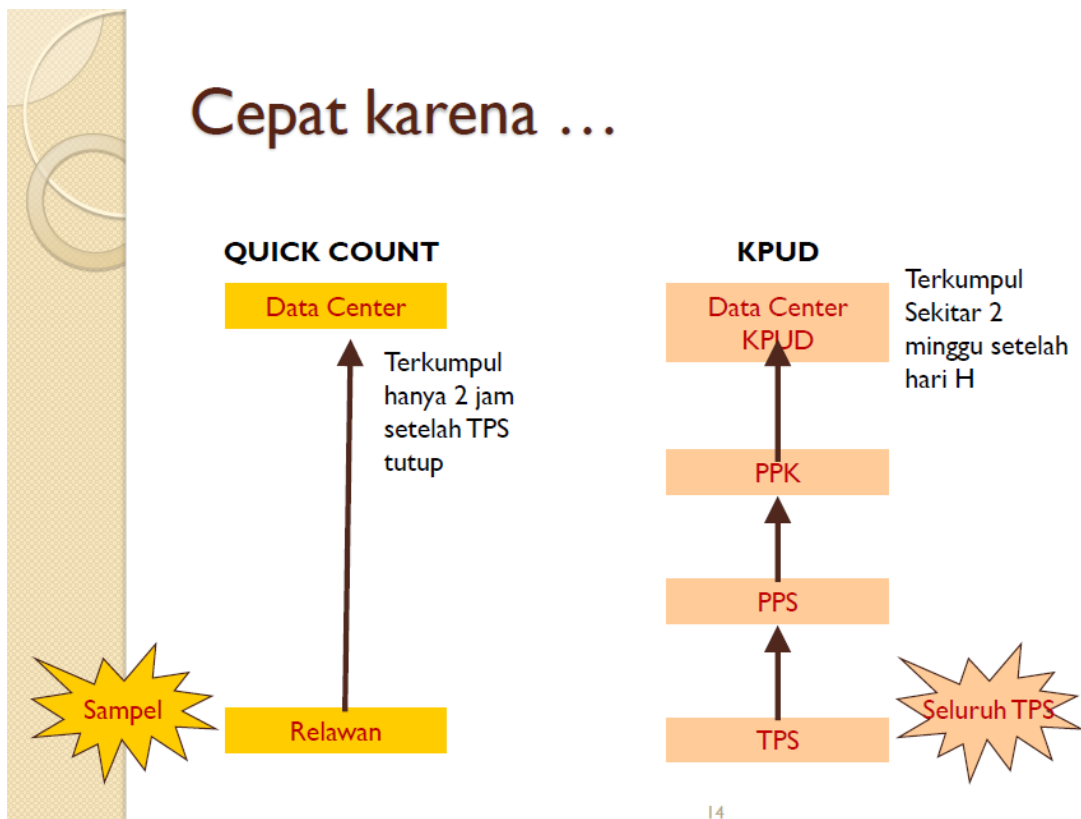 Cepat karena …
QUICK COUNT
Data Center
Terkumpul
hanya 2 jam
setelah TPS
tutup
Sampel
Relawan
KPUD
Data Center
KPUD
Terkumpul
Sekitar 2
minggu setelah
hari H
PPK
PPS
TPS
Seluruh TPS
14